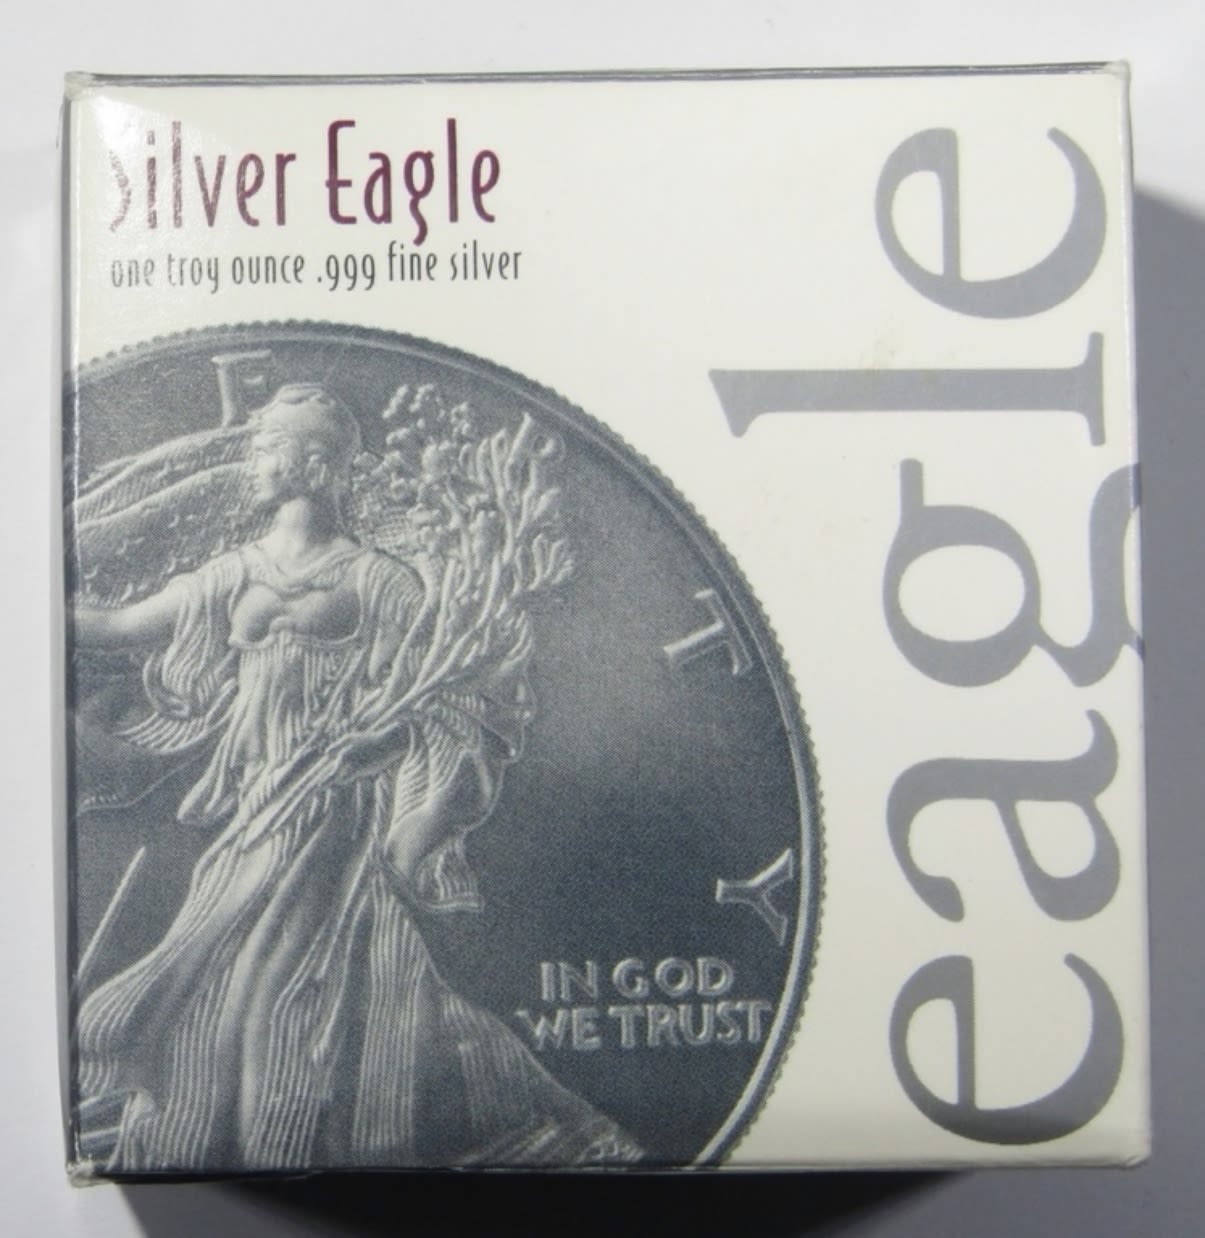 Silver Eagle
one troy ounce .999 fine silver
eagle
L
T
Y
IN GOD
WE TRUST